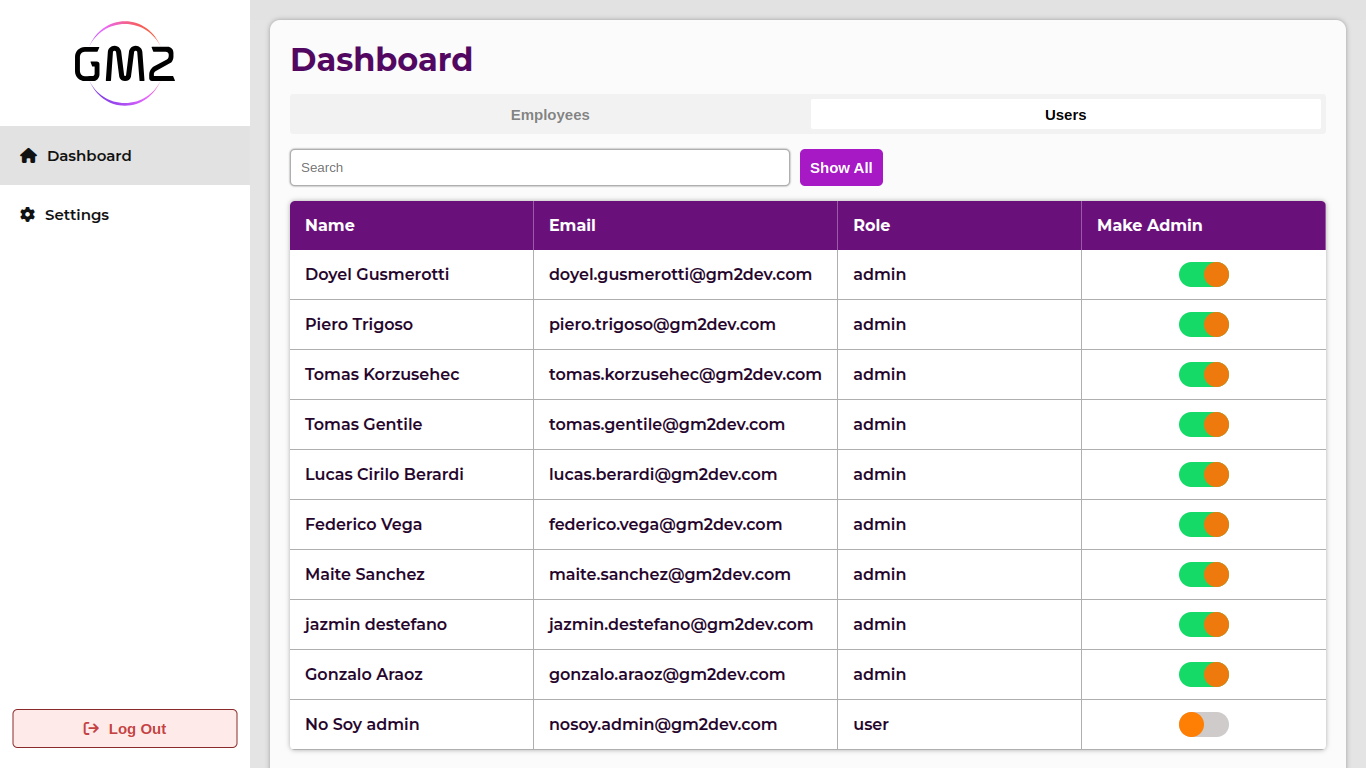 GM2
Dashboard
Settings
Log Out
Dashboard
Employees Users
Search Show All
Name Email Role Make Admin
Doyel Gusmerotti doyel.gusmerotti@gm2dev.com admin
Piero Trigoso piero.trigoso@gm2dev.com admin
Tomas Korzusehec tomas.korzusehec@gm2dev.com admin
Tomas Gentile tomas.gentile@gm2dev.com admin
Lucas Cirilo Berardi lucas.berardi@gm2dev.com admin
Federico Vega federico.vega@gm2dev.com admin
Maite Sanchez maite.sanchez@gm2dev.com admin
jazmin destefano jazmin.destefano@gm2dev.com admin
Gonzalo Araoz gonzalo.araoz@gm2dev.com admin
No Soy admin nosoy.admin@gm2dev.com user